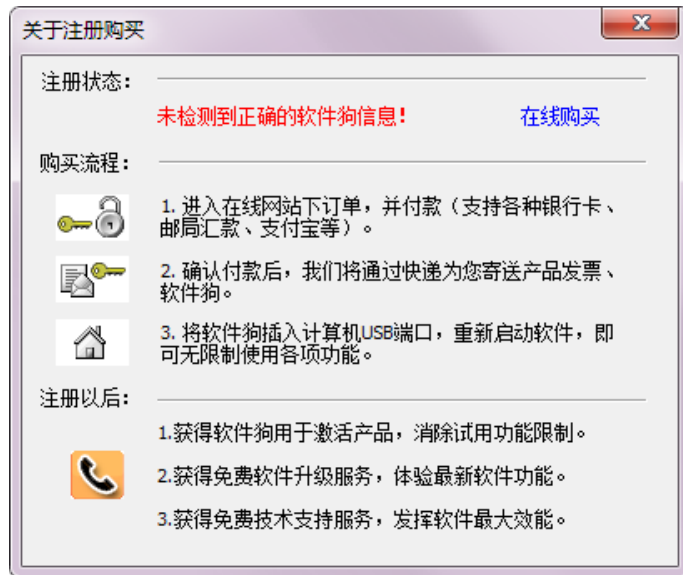 关于注册购买
注册状态：
未检测到正确的软件狗信息！ 在线购买
购买流程：
1. 进入在线网站下订单，并付款（支持各种银行卡、
邮局汇款、支付宝等）。
2. 确认付款后，我们将通过快递为您寄送产品发票、
软件狗。
3. 将软件狗插入计算机USB端口，重新启动软件，即
可无限制使用各项功能。
注册以后：
1.获得软件狗用于激活产品，消除试用功能限制。
2.获得免费软件升级服务，体验最新软件功能。
3.获得免费技术支持服务，发挥软件最大效能。